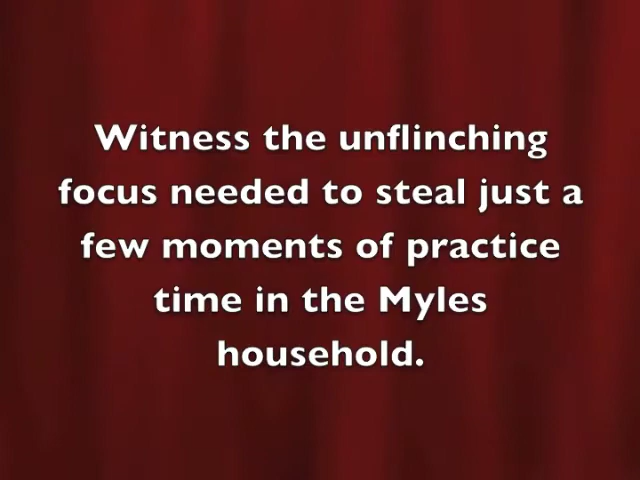 Witness the unflinching
focus needed to steal just a
few moments of practice
time in the Myles
household.